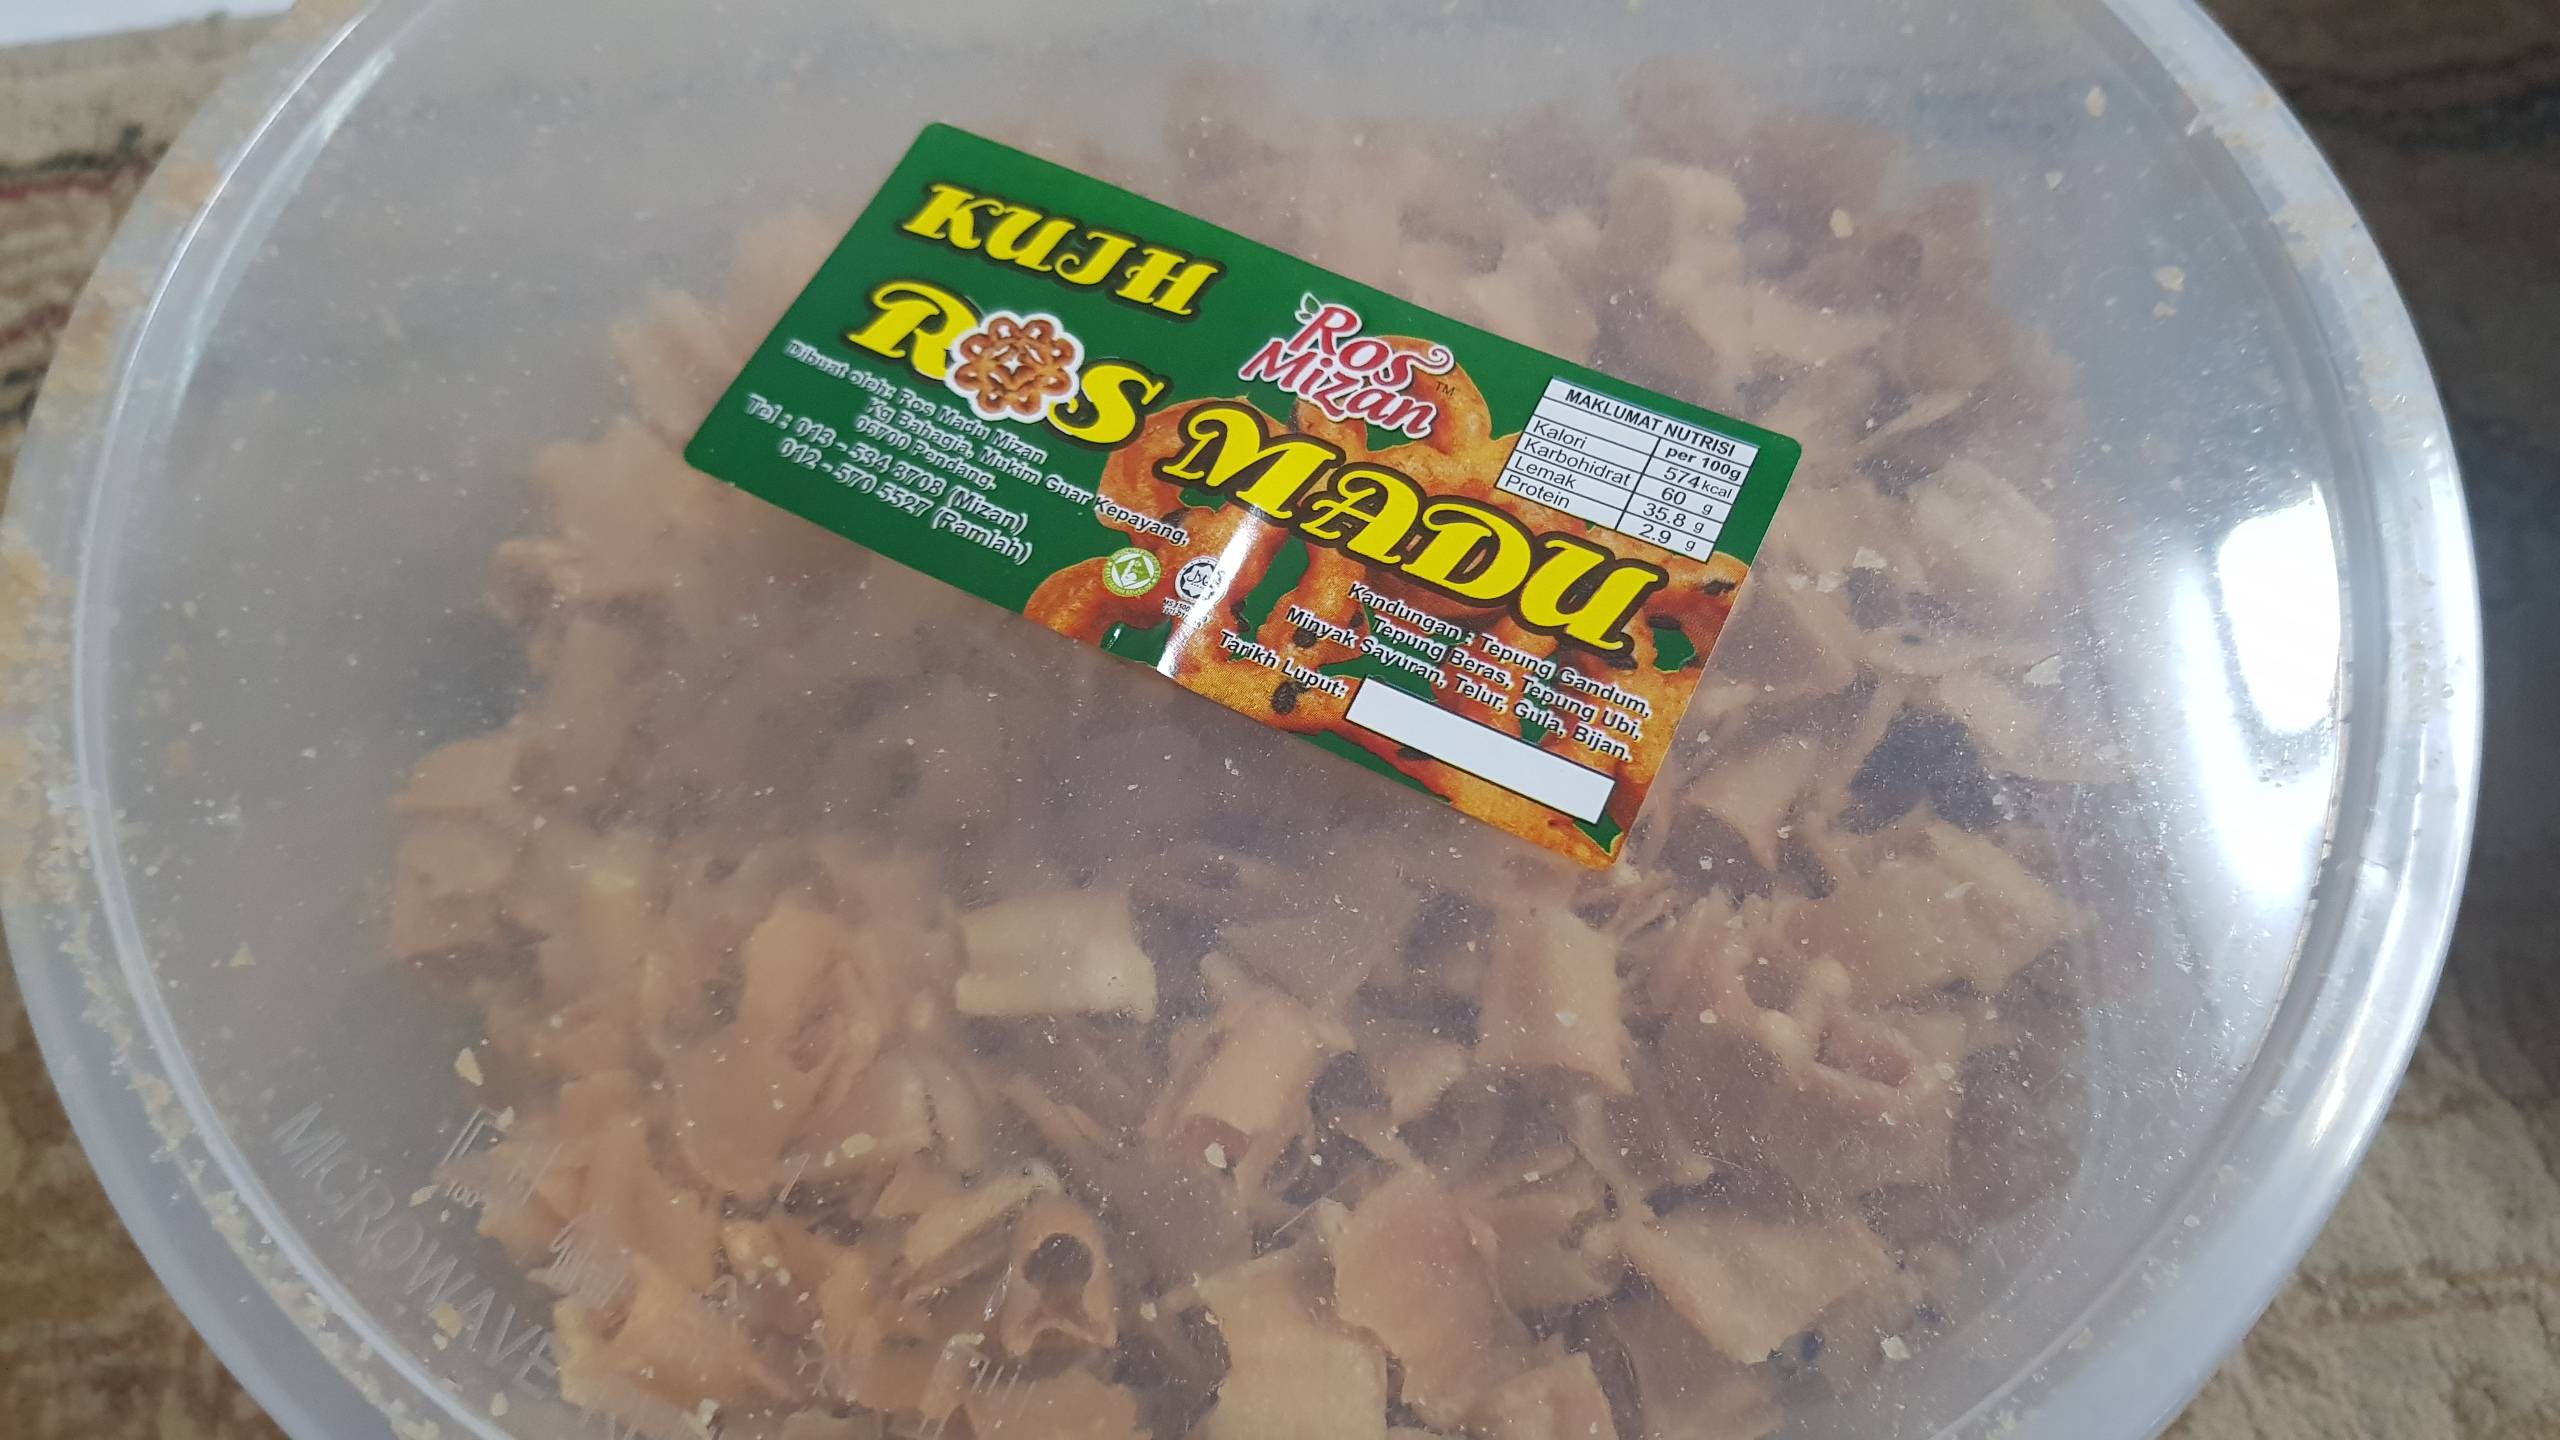 KUIH
ROS MADU
Ros
Mizan
TM
Dibuat oleh: Ros Madu Mizan
Kg Bahagia, Mukim Guar Kepayang,
06700 Pendang.
Tel : 013 - 534 8708 (Mizan)
012 - 570 5527 (Ramlah)
MAKLUMAT NUTRISI
per 100g
Kalori 574 kcal
Karbohidrat 60 g
Lemak 35.8 g
Protein 2.9 g
Kandungan : Tepung Gandum,
Tepung Beras, Tepung Ubi,
Minyak Sayuran, Telur, Gula, Bijan.
Tarikh Luput:
MICROWAVE